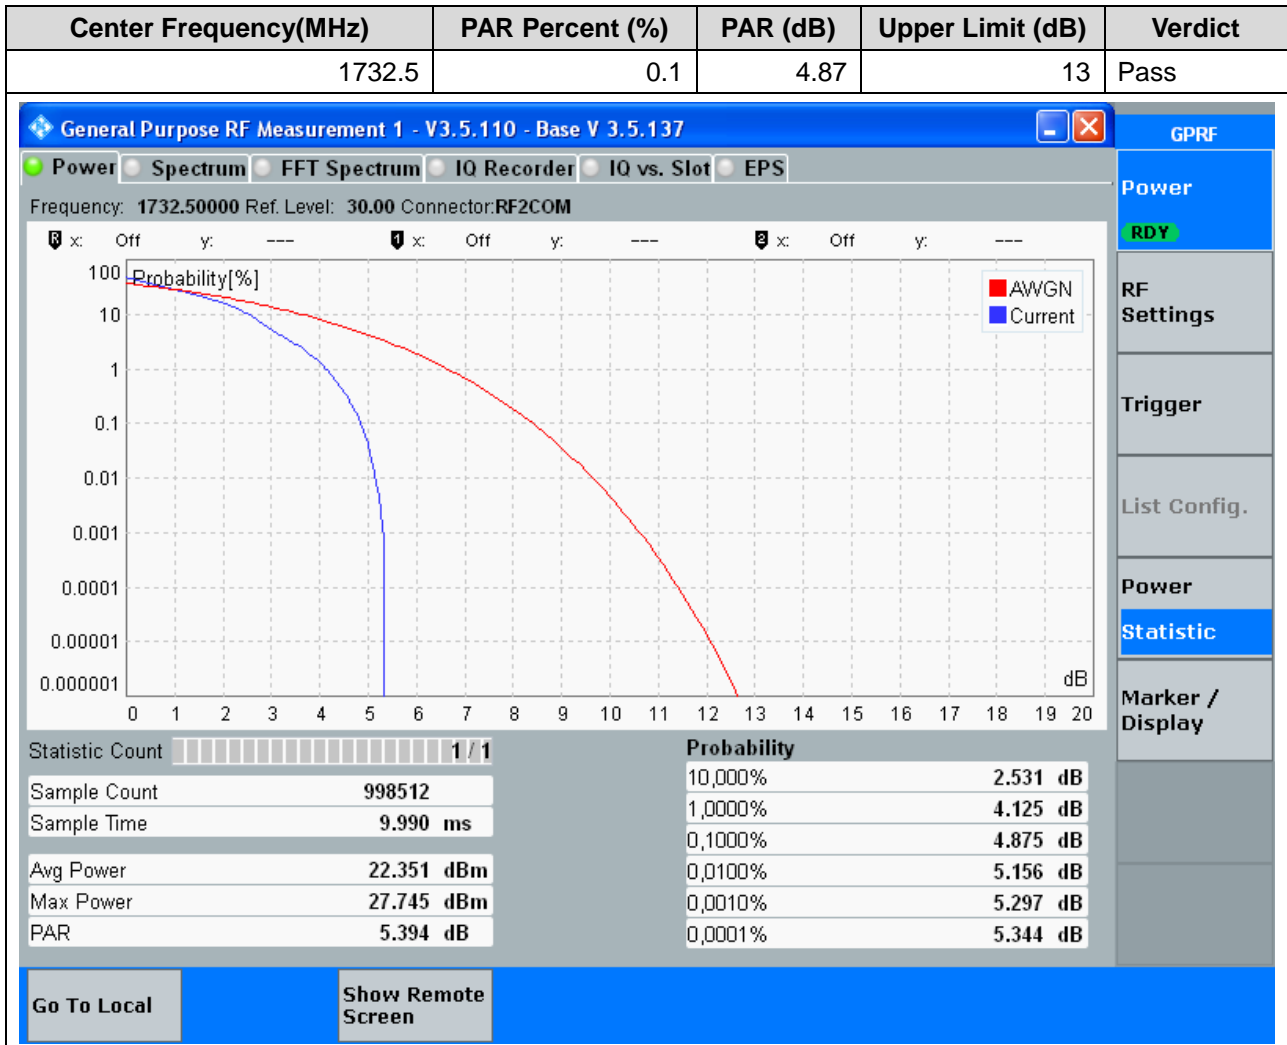 Center Frequency(MHz) PAR Percent (%) PAR (dB) Upper Limit (dB) Verdict
1732.5 0.1 4.87 13 Pass
General Purpose RF Measurement 1 - V3.5.110 - Base V 3.5.137
GPRF
Power Spectrum FFT Spectrum IQ Recorder IQ vs. Slot EPS
Power
RDY
Frequency: 1732.50000 Ref. Level: 30.00 Connector:RF2COM
R x: Off y: --- 1 x: Off y: --- 2 x: Off y: ---
Probability[%]
AWGN
Current
100
10
1
0.1
0.01
0.001
0.0001
0.00001
0.000001
dB
0 1 2 3 4 5 6 7 8 9 10 11 12 13 14 15 16 17 18 19 20
RF
Settings
Trigger
List Config.
Power
Statistic
Marker /
Display
Statistic Count 1 / 1
Sample Count 998512
Sample Time 9.990 ms
Avg Power 22.351 dBm
Max Power 27.745 dBm
PAR 5.394 dB
Probability
10,000% 2.531 dB
1,0000% 4.125 dB
0,1000% 4.875 dB
0,0100% 5.156 dB
0,0010% 5.297 dB
0,0001% 5.344 dB
Go To Local
Show Remote
Screen